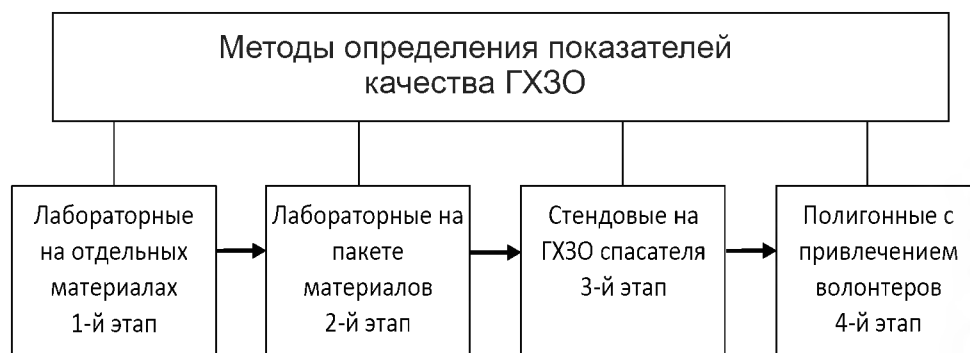 Методы определения показателей
качества ГХЗО
Лабораторные
на отдельных
материалах
1-й этап
Лабораторные на
пакете
материалов
2-й этап
Стендовые на
ГХЗО спасателя
3-й этап
Полигонные с
привлечением
волонтеров
4-й этап